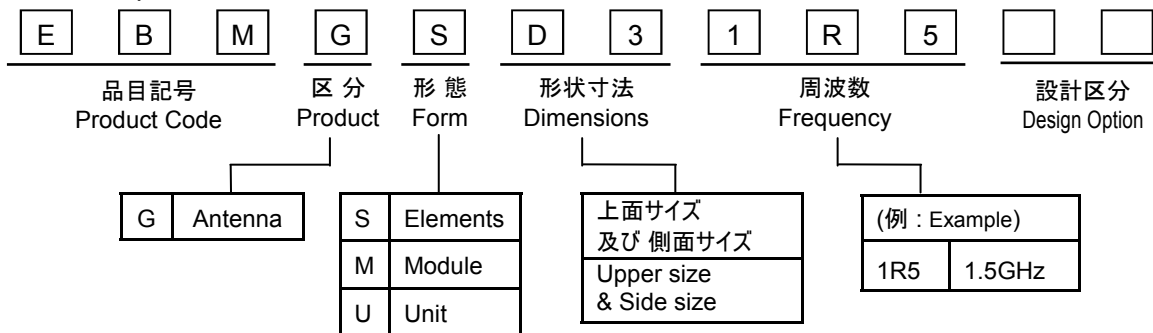 E B M G S D 3 1 R 5
品目記号 区 分 形 態 形状寸法 周波数 設計区分
Product Code Product Form Dimensions Frequency Design Option
G Antenna
S Elements
M Module
U Unit
上面サイズ
及び 側面サイズ
Upper size
& Side size
(例 : Example)
1R5 1.5GHz